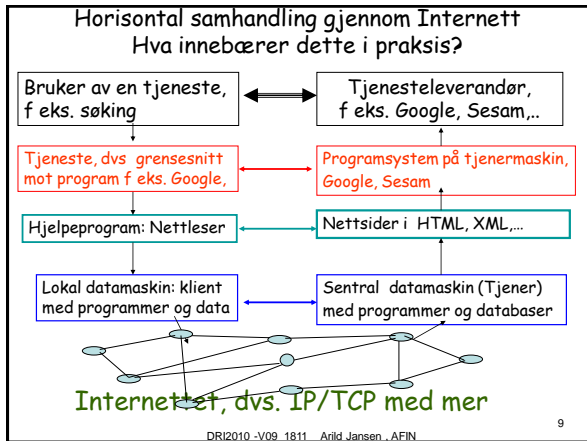 Horisontal samhandling gjennom Internett
Hva innebærer dette i praksis?
Bruker av en tjeneste,
f eks. søking
Tjenesteleverandør,
f eks. Google, Sesam,..
Tjeneste, dvs grensesnitt
mot program f eks. Google,
Programsystem på tjenermaskin,
Google, Sesam
Hjelpeprogram: Nettleser
Nettsider i HTML, XML,...
Lokal datamaskin: klient
med programmer og data
Sentral datamaskin (Tjener)
med programmer og databaser
Internettet, dvs. IP/TCP med mer
DRI2010 -V09_1811 Arild Jansen , AFIN
9